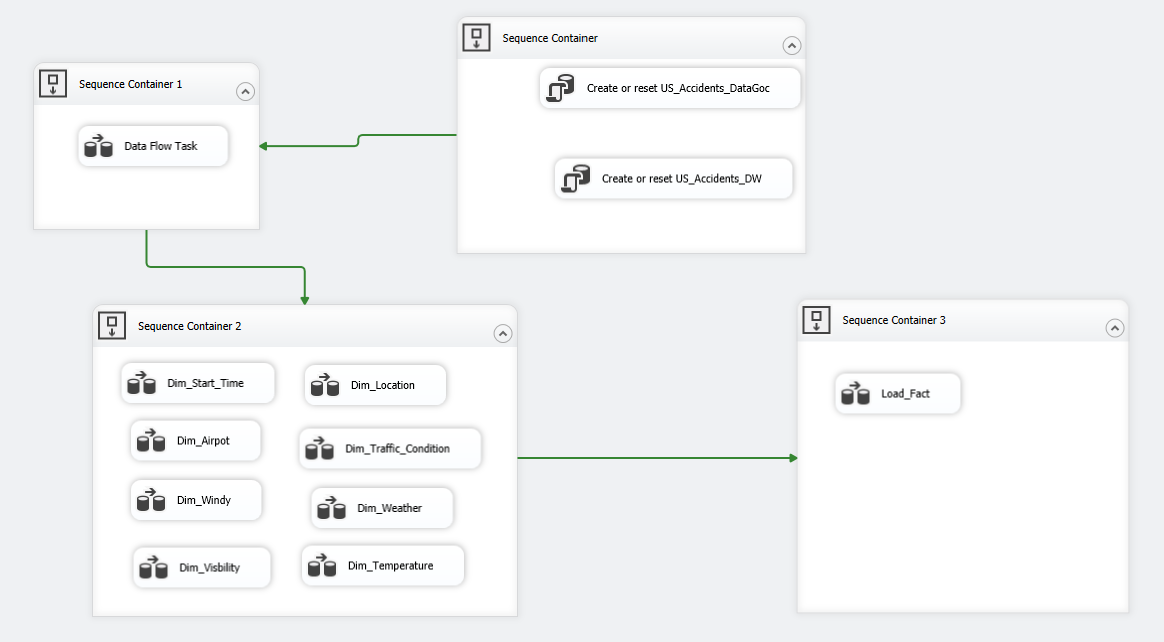 Sequence Container
Create or reset US_Accidents_DataGoc
Create or reset US_Accidents_DW
Sequence Container 1
Data Flow Task
Sequence Container 2
Dim_Start_Time
Dim_Location
Dim_Airpot
Dim_Traffic_Condition
Dim_Windy
Dim_Weather
Dim_Visbility
Dim_Temperature
Sequence Container 3
Load_Fact